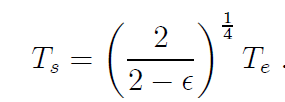 T_s = \left( \frac{2}{2 - \epsilon} \right)^{\frac{1}{4}} T_e .